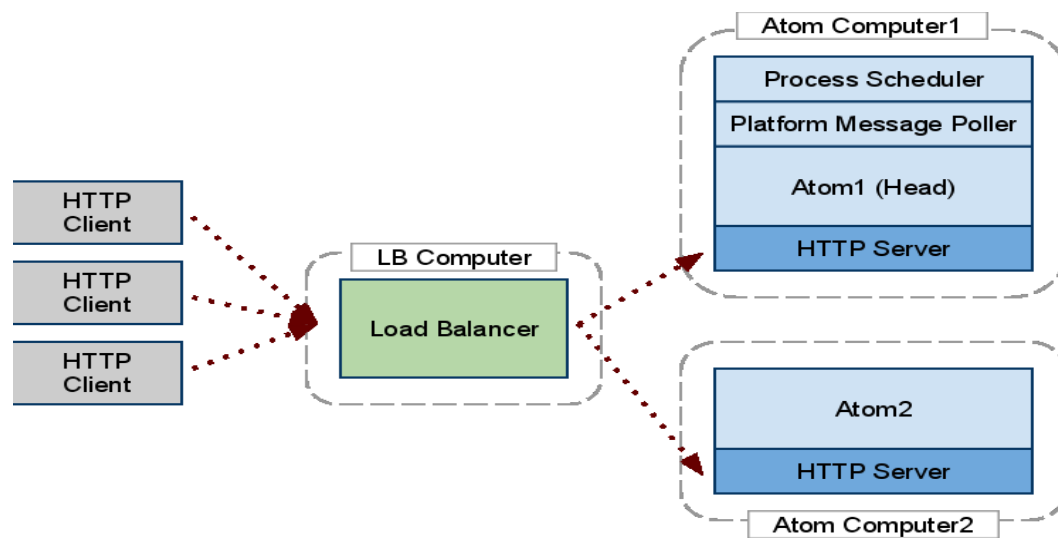 Atom Computer1
Process Scheduler
Platform Message Poller
Atom1 (Head)
HTTP Server
HTTP
Client
HTTP
Client
HTTP
Client
LB Computer
Load Balancer
Atom2
HTTP Server
Atom Computer2